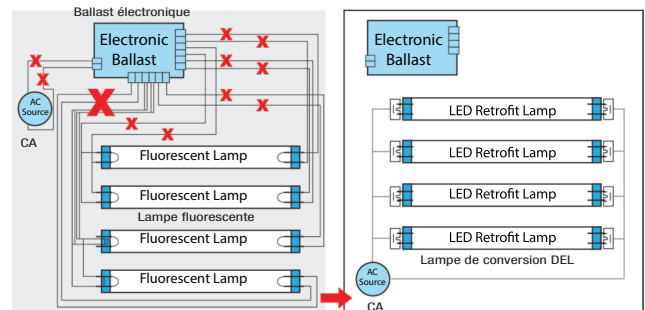 Ballast électronique
Electronic
Ballast
X
X
X
X
X
X
X
X
X
X
X
AC
Source
CA
Fluorescent Lamp
Fluorescent Lamp
Lampe fluorescente
Fluorescent Lamp
Fluorescent Lamp
Electronic
Ballast
LED Retrofit Lamp
LED Retrofit Lamp
LED Retrofit Lamp
LED Retrofit Lamp
Lampe de conversion DEL
AC
Source
CA